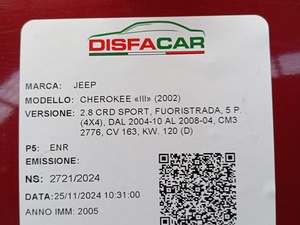 DISFACAR
MARCA: JEEP
MODELLO: CHEROKEE «III» (2002)
VERSIONE: 2.8 CRD SPORT, FUORISTRADA, 5 P.
(4X4), DAL 2004-10 AL 2008-04, CM3
2776, CV 163, KW. 120 (D)
P5: ENR
EMISSIONE:
NS: 2721/2024
DATA:25/11/2024 10:31:00
ANNO IMM: 2005